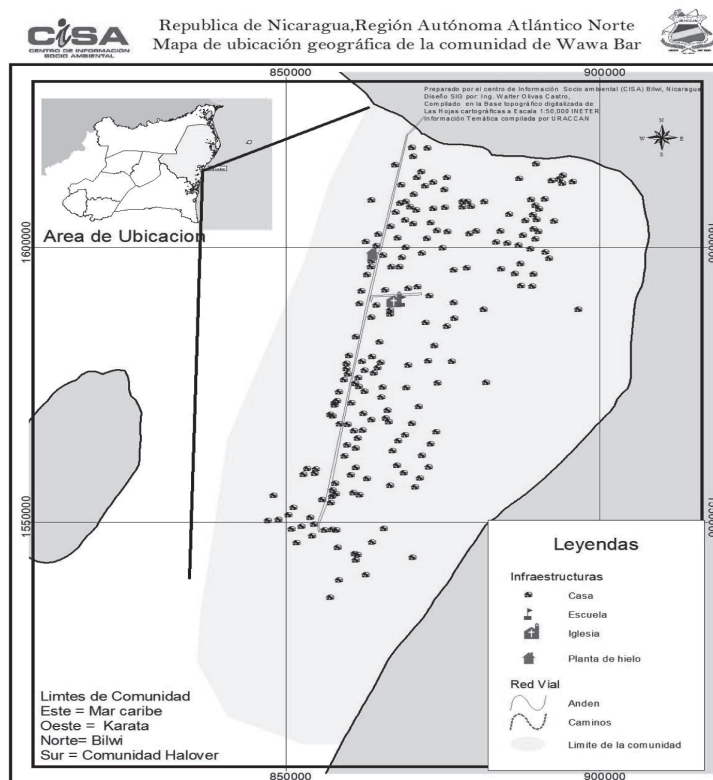 CISA
CENTRO DE INFORMACIÓN
SOCIO AMBIENTAL
Republica de Nicaragua,Región Autónoma Atlántico Norte
Mapa de ubicación geográfica de la comunidad de Wawa Bar
850000
900000
Preparado por el centro de Información Socio ambiental (CISA) Bilwi, Nicaragua
Diseño SIG por: Ing. Walter Olivas Castro,
Compilado en la Base topográfico digitalizada de
Las Hojas cartográficas a Escala 1:50,000 INETER
Información Temática compilada por URACCAN
N
W
E
S
Area de Ubicacion
1600000
1600000
1550000
1550000
Leyendas
Infraestructuras
Casa
Escuela
Iglesia
Planta de hielo
Red Vial
Anden
Caminos
Limite de la comunidad
Limtes de Comunidad
Este = Mar caribe
Oeste = Karata
Norte= Bilwi
Sur = Comunidad Halover
850000
900000